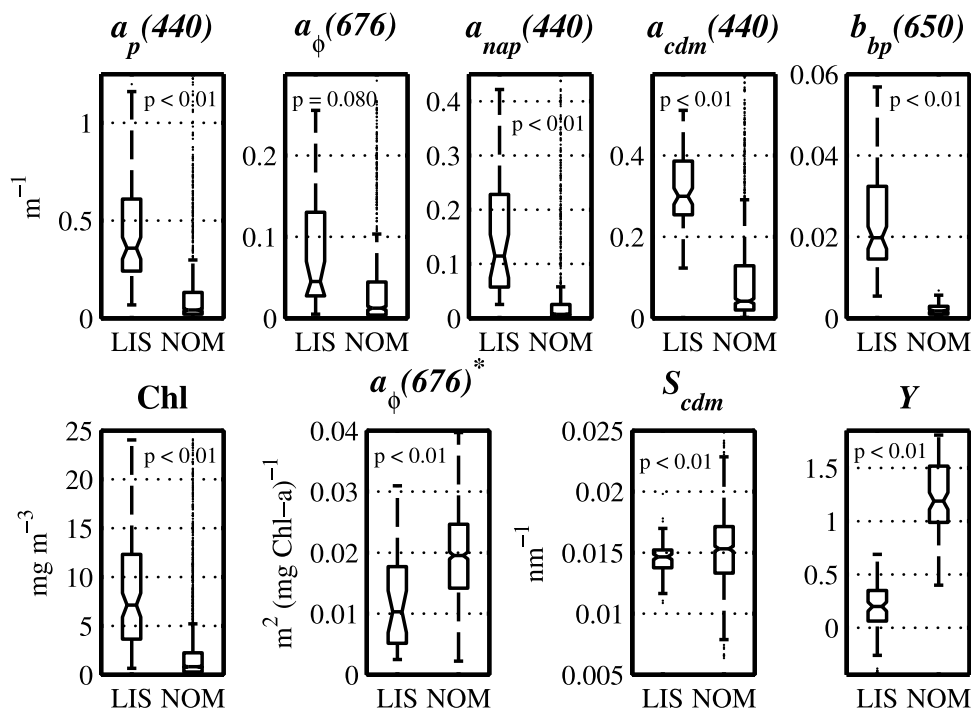 a_p(440) a_ϕ(676) a_nap(440) a_cdm(440) b_bp(650)
m^−1
1
0.5
0
p < 0.01
LIS NOM
0.2
0.1
0
p = 0.080
LIS NOM
0.4
0.3
0.2
0.1
0
p < 0.01
LIS NOM
0.4
0.2
0
p < 0.01
LIS NOM
0.06
0.04
0.02
0.00
p < 0.01
LIS NOM
Chl a_ϕ(676)^* S_cdm Y
mg m^−3
25
20
15
10
5
0
p < 0.01
LIS NOM
m^2 (mg Chl−a)^−1
0.04
0.03
0.02
0.01
0
p < 0.01
LIS NOM
nm^−1
0.025
0.02
0.015
0.01
0.005
p < 0.01
LIS NOM
1.5
1
0.5
0
p < 0.01
LIS NOM